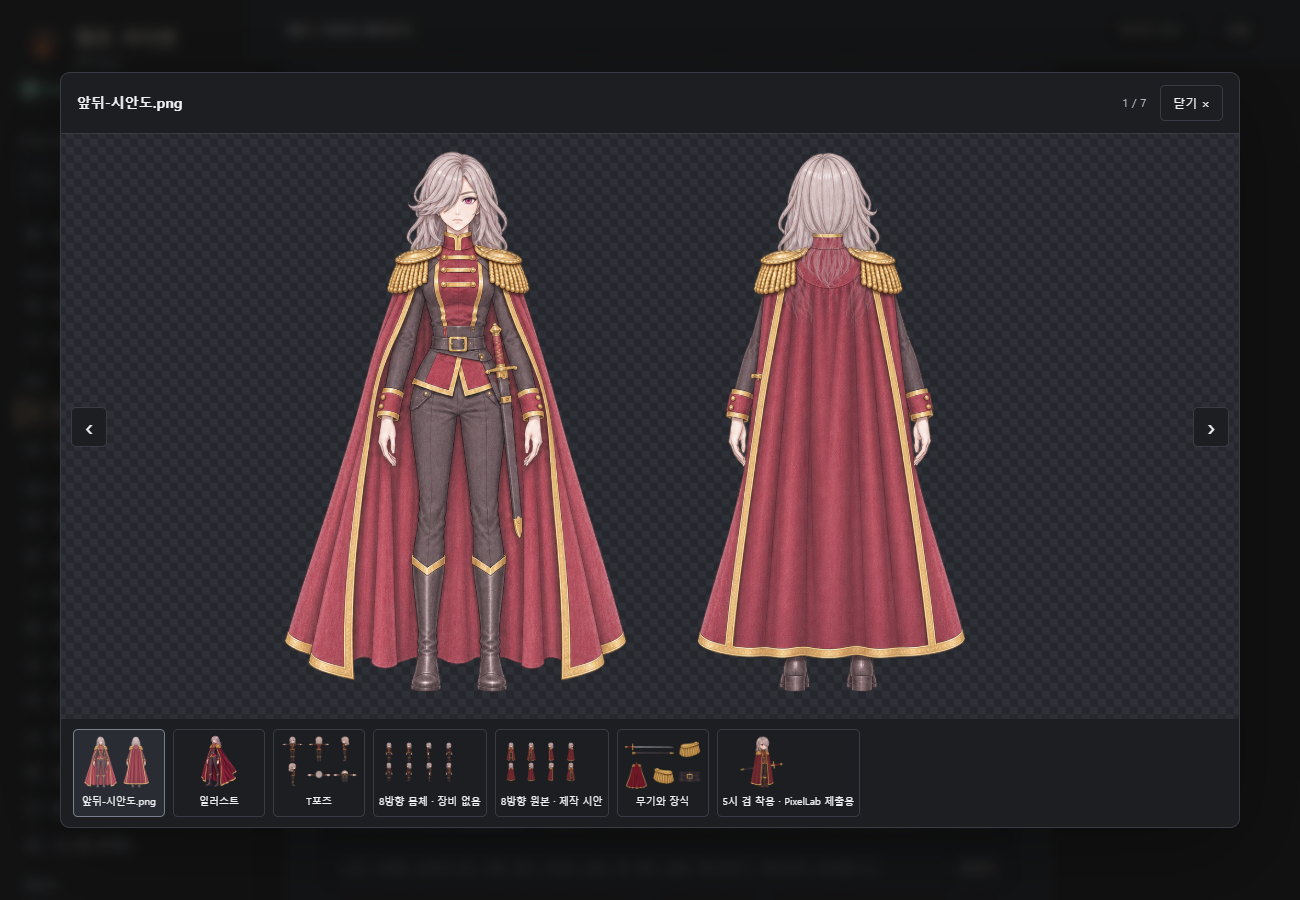 앞뒤-시안도.png
1 / 7
닫기 ×
‹
›
앞뒤-시안도.png
일러스트
T포즈
8방향 몸체 · 장비 없음
8방향 원본 · 제작 시안
무기와 장식
5시 검 착용 · PixelLab 제출용